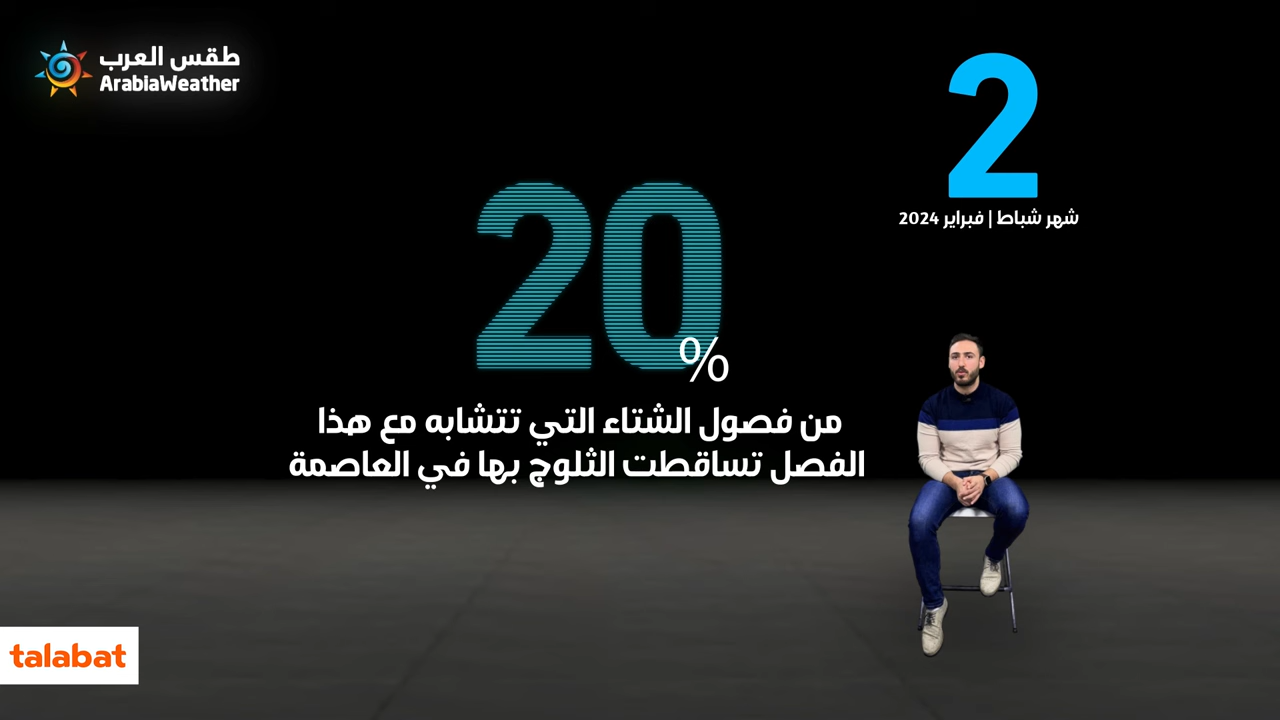 طقس العرب
ArabiaWeather
2
شهر شباط | فبراير 2024
20
%
من فصول الشتاء التي تتشابه مع هذا
الفصل تساقطت الثلوج بها في العاصمة
talabat